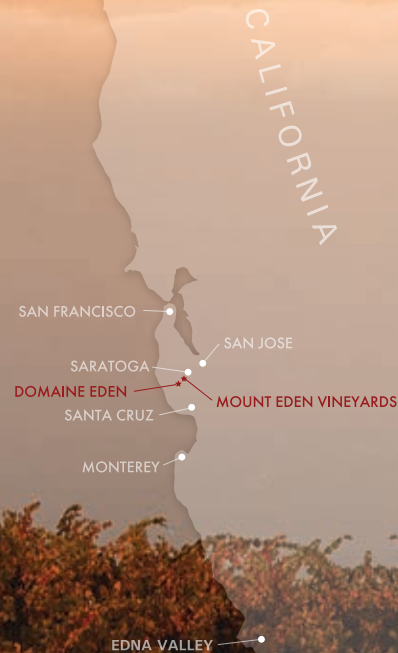 CALIFORNIA
SAN FRANCISCO
SAN JOSE
SARATOGA
DOMAINE EDEN
MOUNT EDEN VINEYARDS
SANTA CRUZ
MONTEREY
EDNA VALLEY